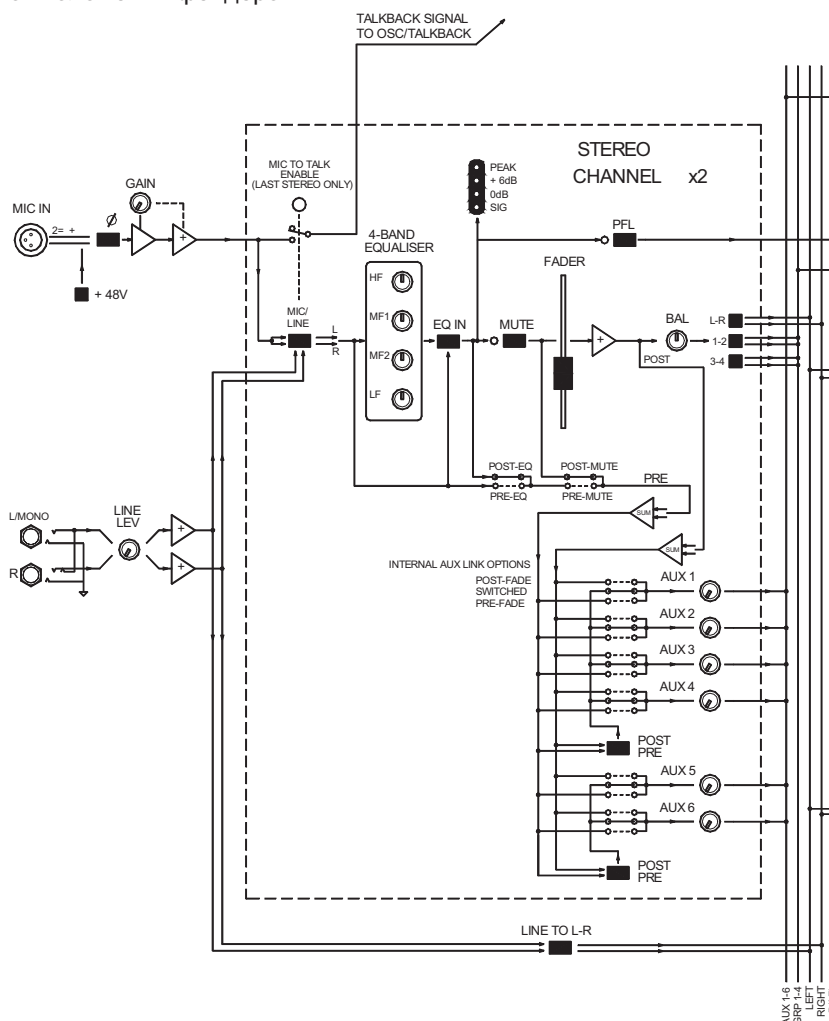 TALKBACK SIGNAL
TO OSC/TALKBACK
STEREO
CHANNEL x2
MIC TO TALK
ENABLE
(LAST STEREO ONLY)
PEAK
+ 6dB
0dB
SIG
GAIN
MIC IN
2= +
Ø
+ 48V
4-BAND
EQUALISER
HF
MF1
MF2
LF
PFL
FADER
MIC/
LINE
L
R
EQ IN
MUTE
BAL
POST
L-R
1-2
3-4
POST-EQ
PRE-EQ
POST-MUTE
PRE-MUTE
PRE
SUM
SUM
L/MONO
R
LINE
LEV
INTERNAL AUX LINK OPTIONS
POST-FADE
SWITCHED
PRE-FADE
AUX 1
AUX 2
AUX 3
AUX 4
POST
PRE
AUX 5
AUX 6
POST
PRE
LINE TO L-R
AUX 1-6
GRP 1-4
LEFT
RIGHT